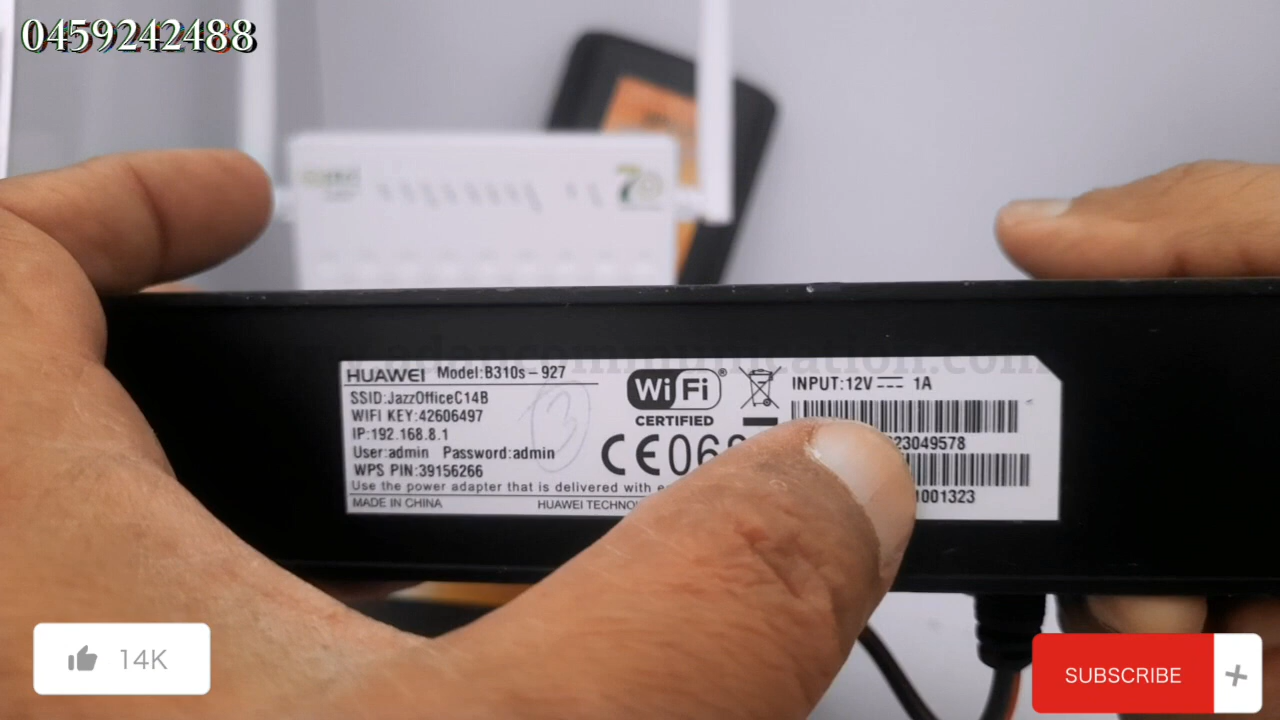 0459242488
HUAWEI Model:B310s-927
SSID:JazzOfficeC14B
WIFI KEY:42606497
IP:192.168.8.1
User:admin Password:admin
WPS PIN:39156266
Use the power adapter that is delivered with
MADE IN CHINA HUAWEI
WiFi®
CERTIFIED
CE06
INPUT:12V 1A
23049578
1001323
70
14K
SUBSCRIBE +